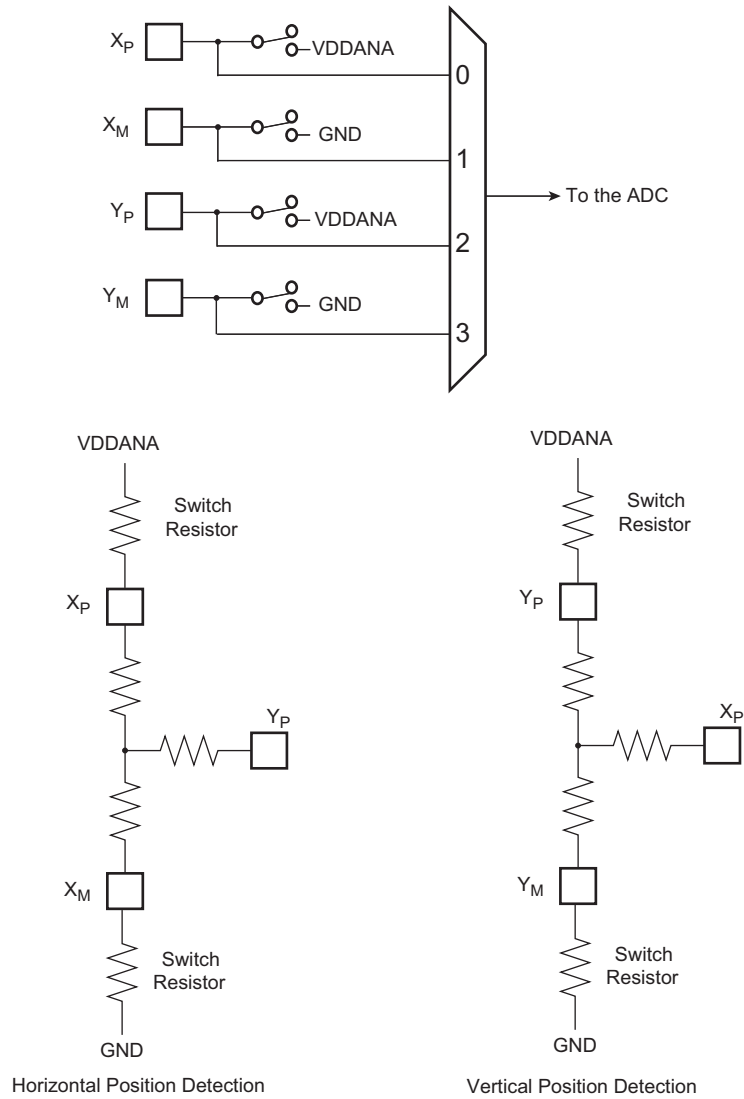 XP
VDDANA
0
XM
GND
1
YP
VDDANA
2
To the ADC
YM
GND
3
VDDANA
Switch
Resistor
XP
YP
XM
Switch
Resistor
GND
Horizontal Position Detection
VDDANA
Switch
Resistor
YP
XP
YM
Switch
Resistor
GND
Vertical Position Detection